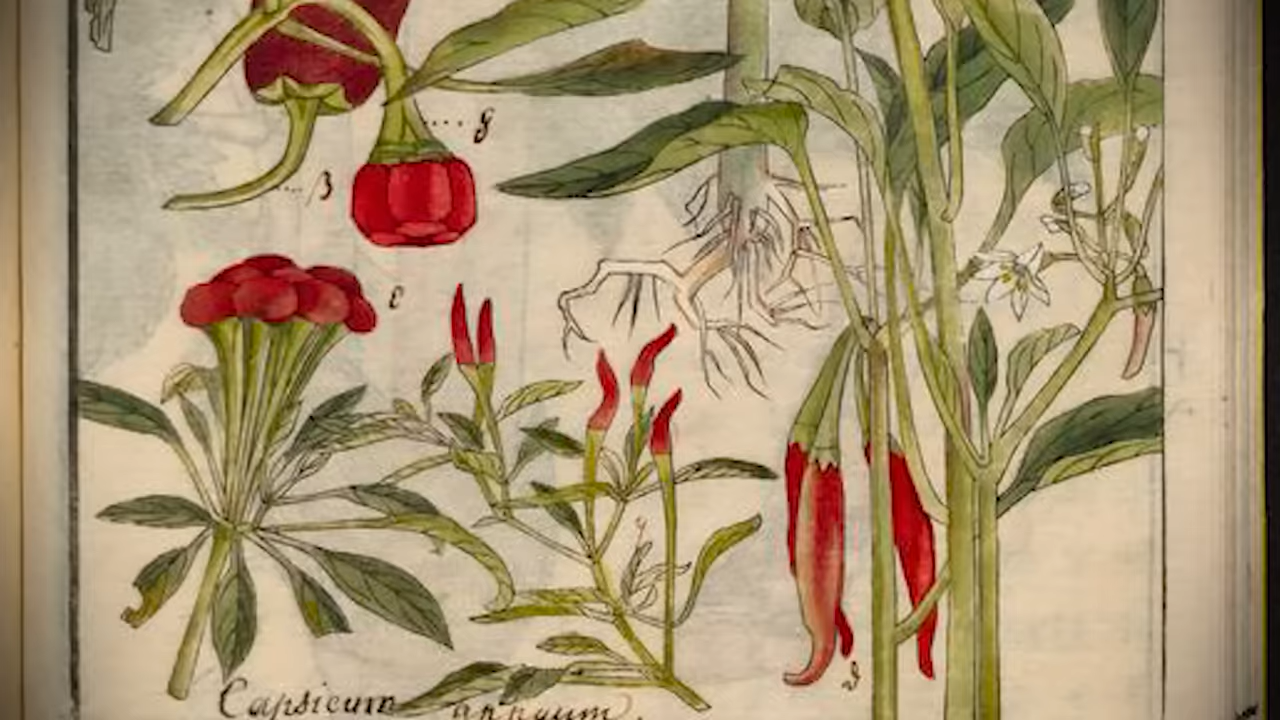 g
β
ε
ϑ
Capsicum annuum.